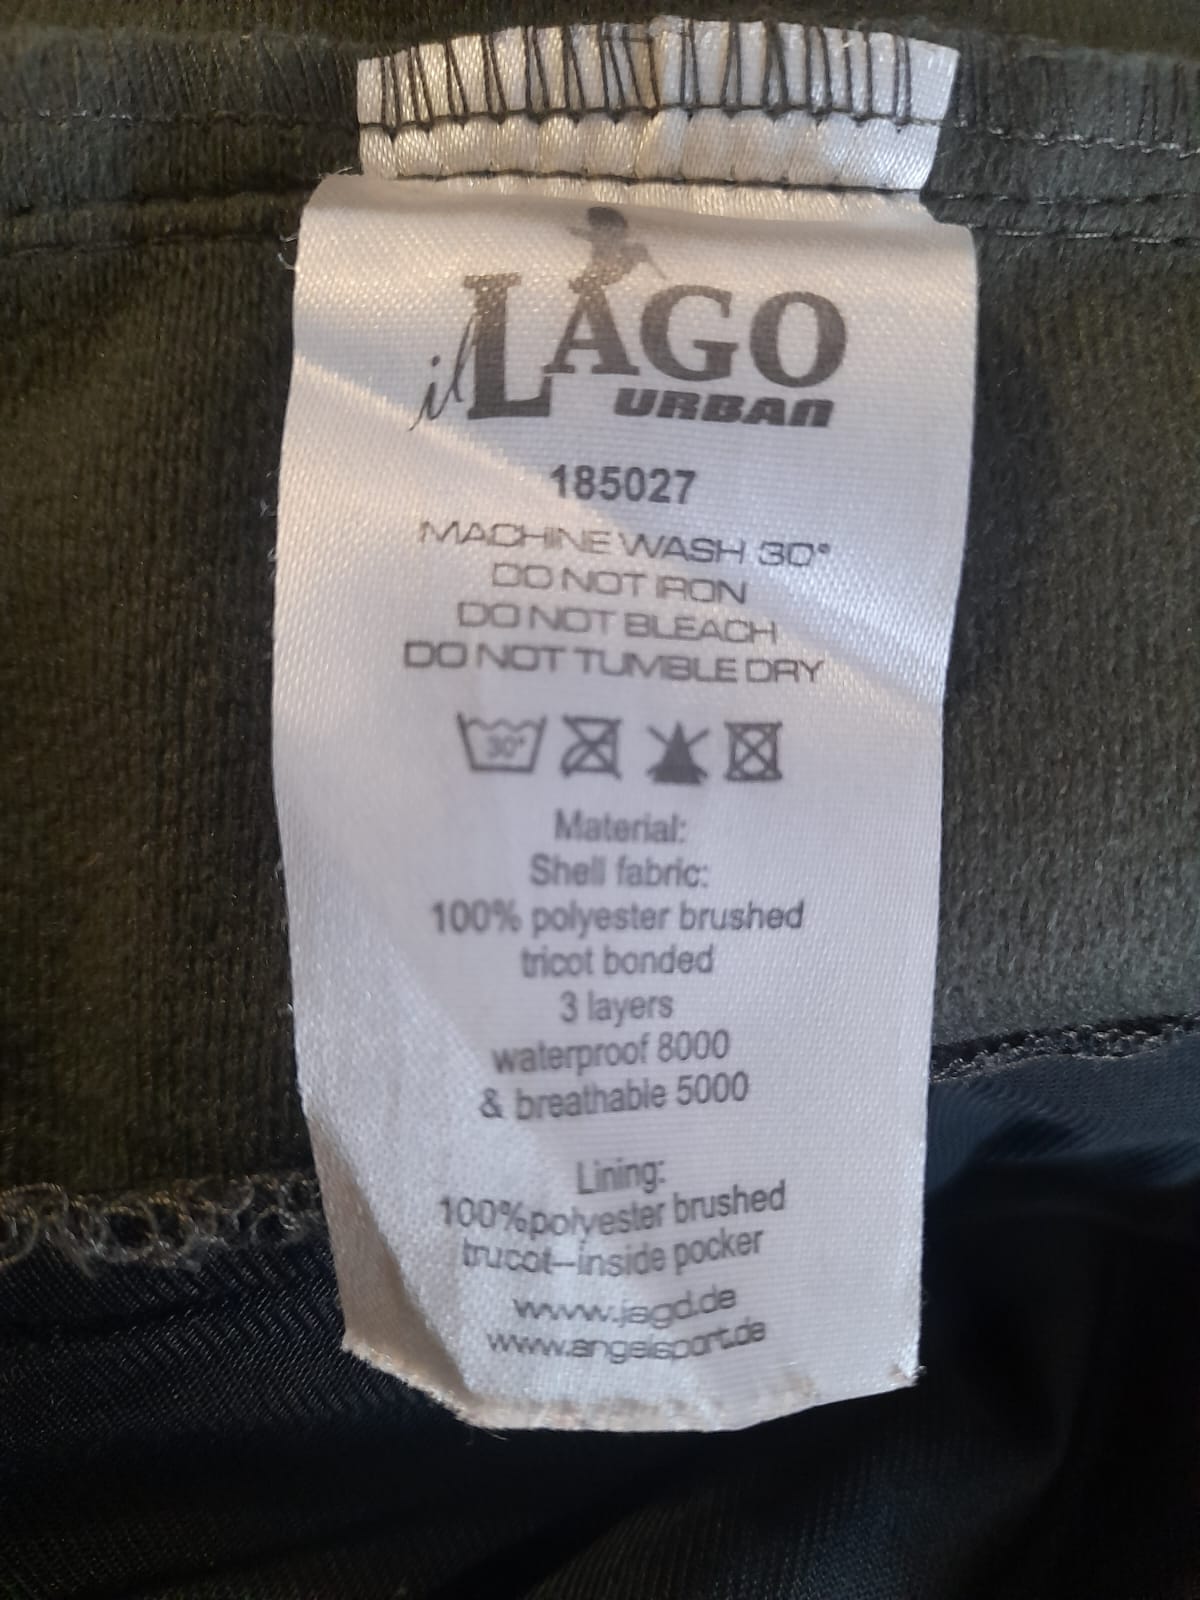 il LAGO
URBAN
185027
MACHINE WASH 30°
DO NOT IRON
DO NOT BLEACH
DO NOT TUMBLE DRY
30°
Material:
Shell fabric:
100% polyester brushed
tricot bonded
3 layers
waterproof 8000
& breathable 5000
Lining:
100%polyester brushed
trucot–inside pocker
www.jagd.de
www.angelsport.de